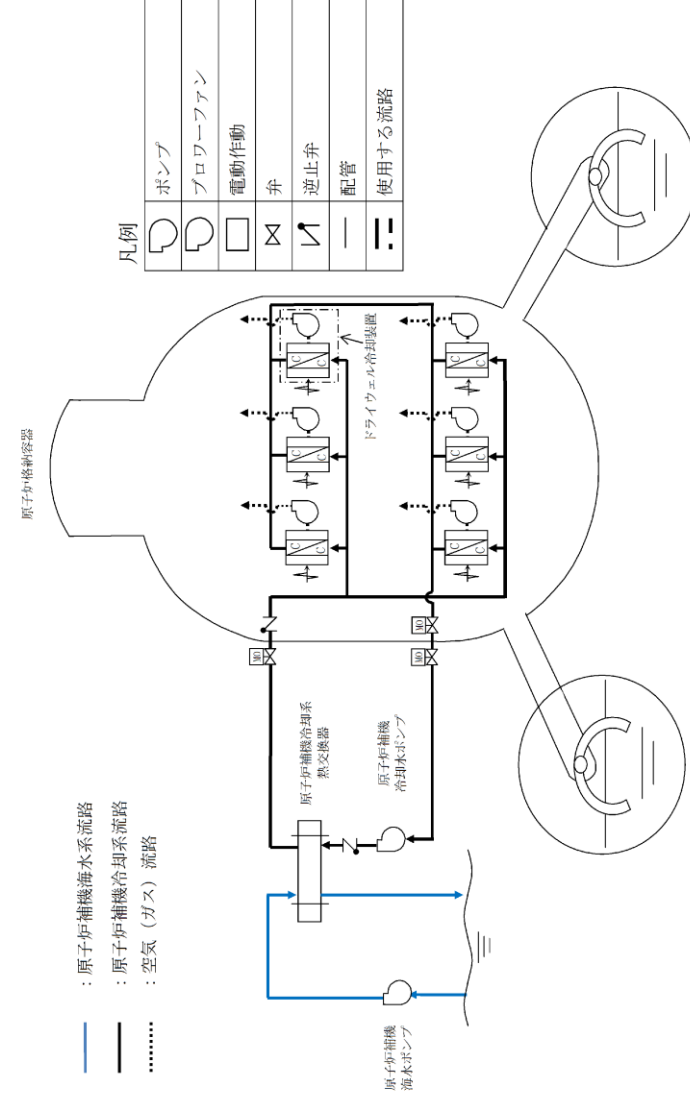 ：原子炉補機海水系流路
：原子炉補機冷却系流路
：空気（ガス）流路
原子炉格納容器
凡例
ポンプ
ブロワーファン
電動作動
弁
逆止弁
配管
使用する流路
ドライウェル冷却装置
C
C
C
C
C
C
C
C
C
C
C
C
MO
MO
MO
原子炉補機冷却系
熱交換器
原子炉補機
冷却水ポンプ
原子炉補機
海水ポンプ